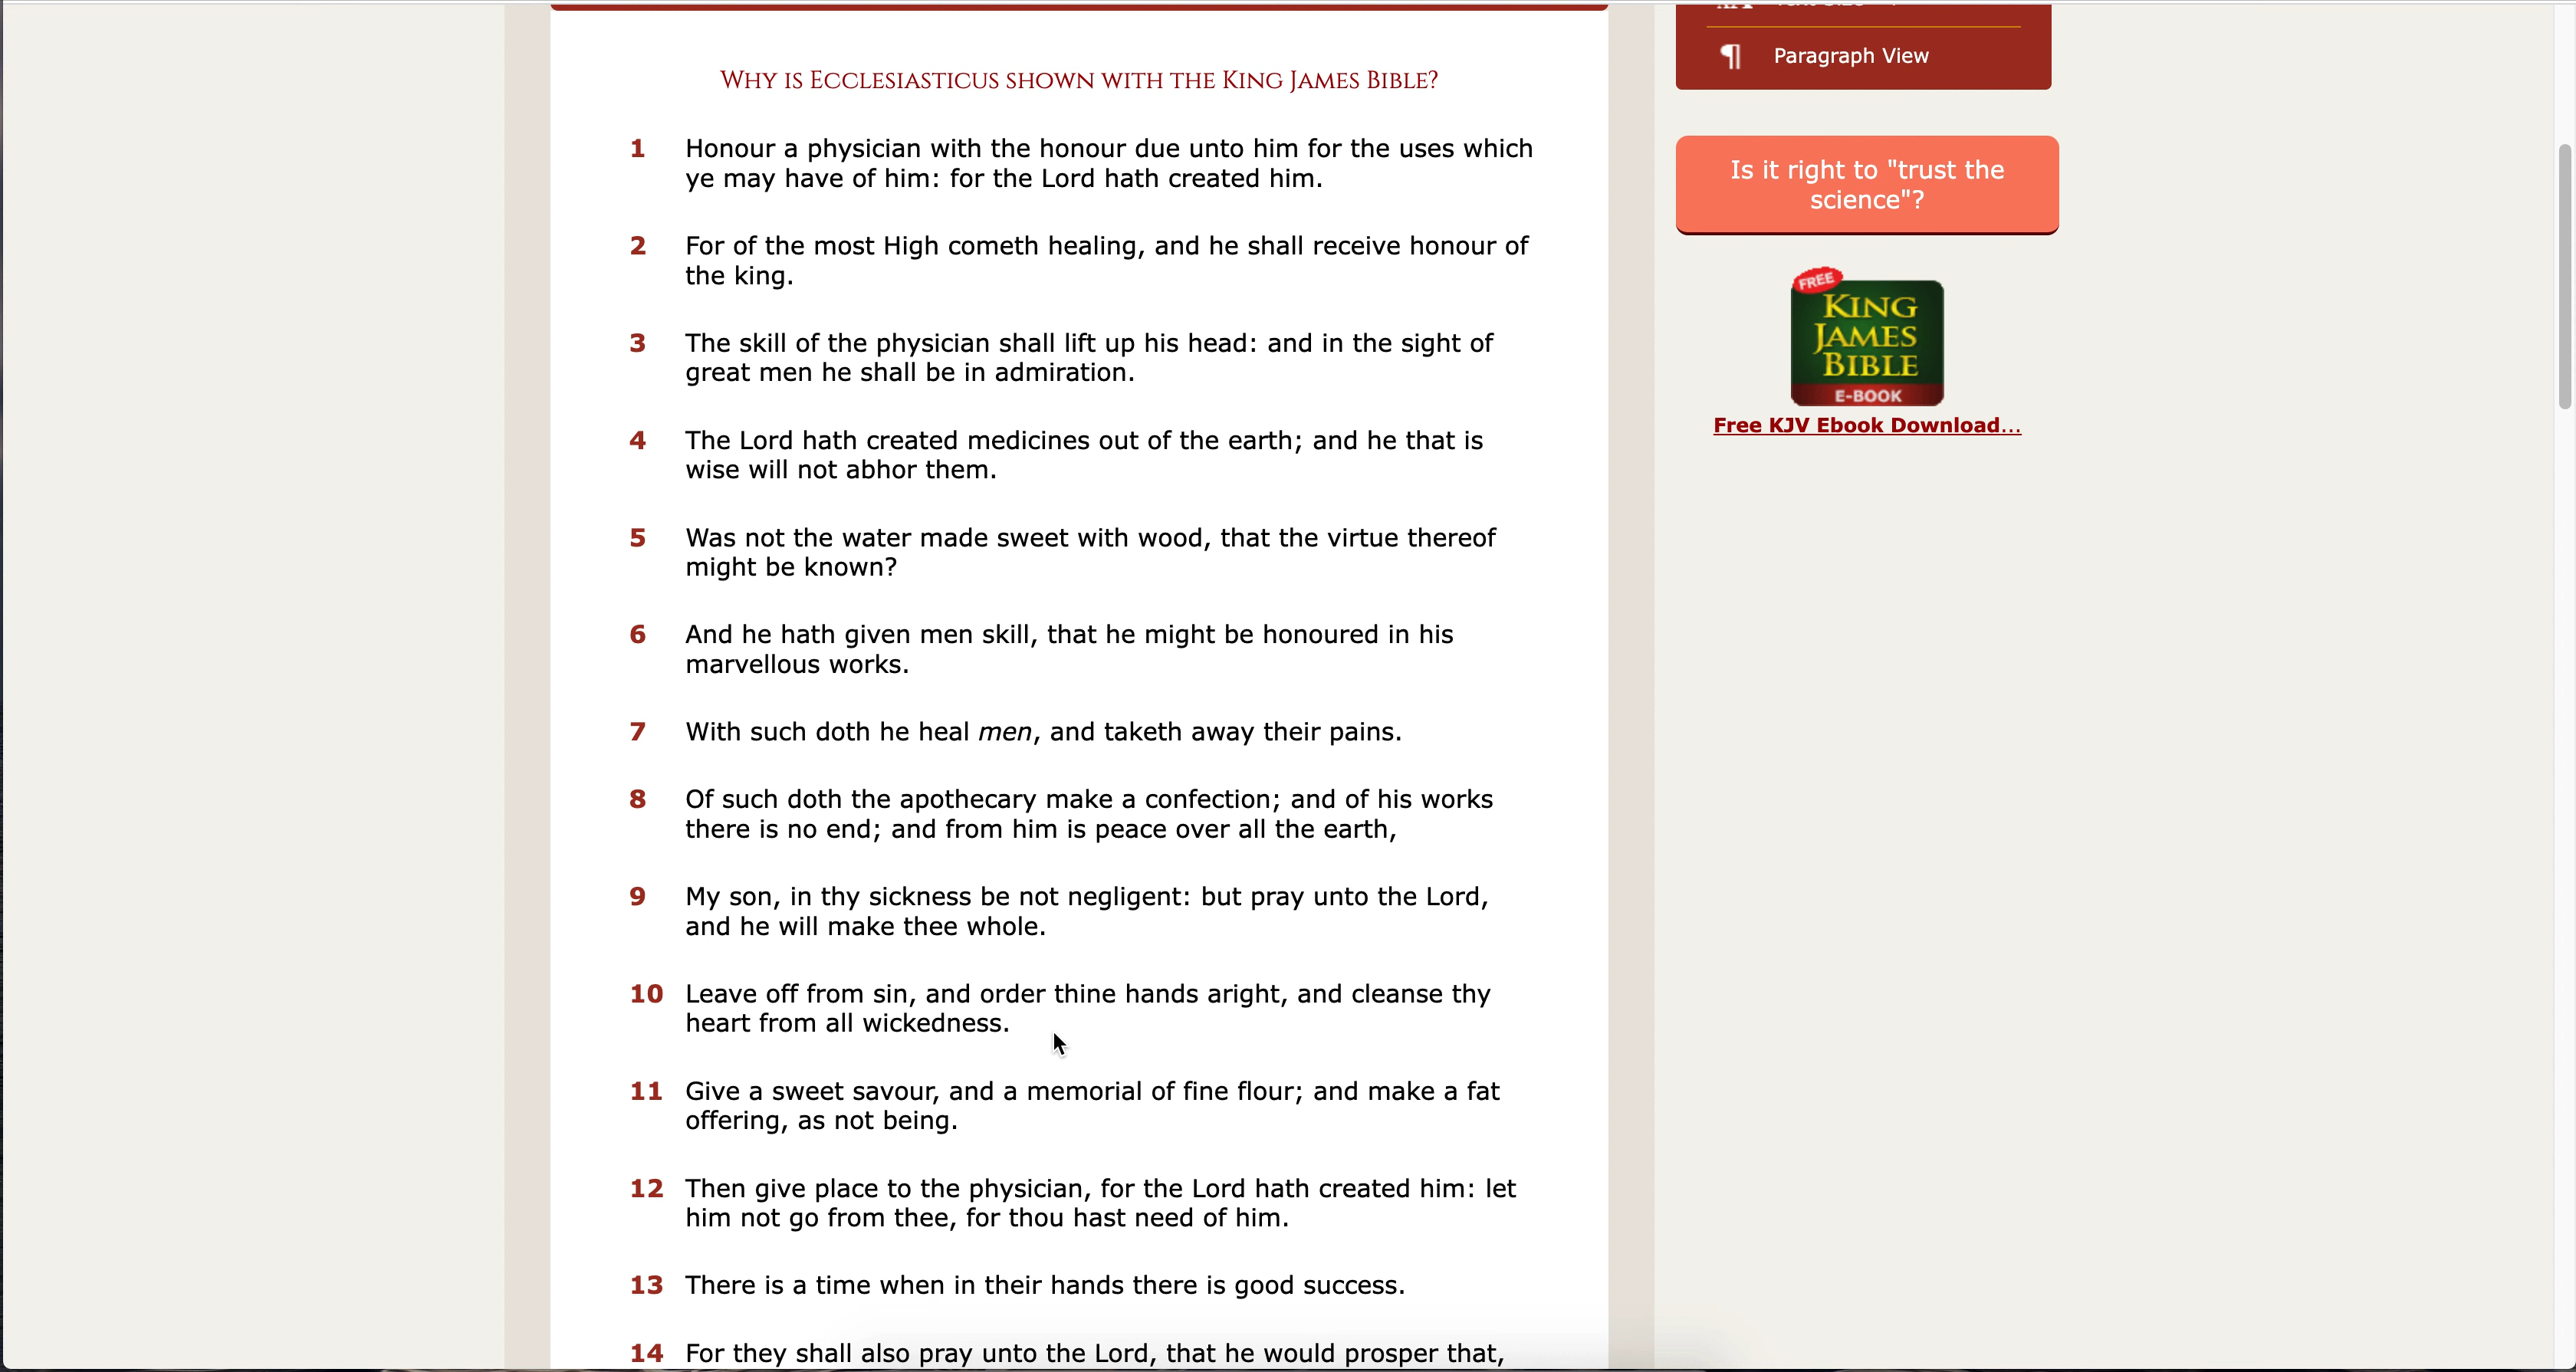 Why is Ecclesiasticus shown with the King James Bible?
1 Honour a physician with the honour due unto him for the uses which
ye may have of him: for the Lord hath created him.
2 For of the most High cometh healing, and he shall receive honour of
the king.
3 The skill of the physician shall lift up his head: and in the sight of
great men he shall be in admiration.
4 The Lord hath created medicines out of the earth; and he that is
wise will not abhor them.
5 Was not the water made sweet with wood, that the virtue thereof
might be known?
6 And he hath given men skill, that he might be honoured in his
marvellous works.
7 With such doth he heal men, and taketh away their pains.
8 Of such doth the apothecary make a confection; and of his works
there is no end; and from him is peace over all the earth,
9 My son, in thy sickness be not negligent: but pray unto the Lord,
and he will make thee whole.
10 Leave off from sin, and order thine hands aright, and cleanse thy
heart from all wickedness.
11 Give a sweet savour, and a memorial of fine flour; and make a fat
offering, as not being.
12 Then give place to the physician, for the Lord hath created him: let
him not go from thee, for thou hast need of him.
13 There is a time when in their hands there is good success.
14 For they shall also pray unto the Lord, that he would prosper that,
¶ Paragraph View
Is it right to "trust the
science"?
FREE
KING
JAMES
BIBLE
E-BOOK
Free KJV Ebook Download...